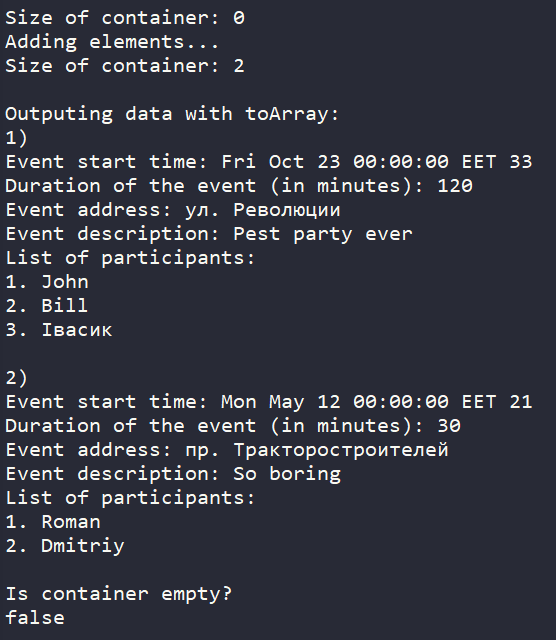 Size of container: 0
Adding elements...
Size of container: 2
Outputing data with toArray:
1)
Event start time: Fri Oct 23 00:00:00 EET 33
Duration of the event (in minutes): 120
Event address: ул. Революции
Event description: Pest party ever
List of participants:
1. John
2. Bill
3. Івасик
2)
Event start time: Mon May 12 00:00:00 EET 21
Duration of the event (in minutes): 30
Event address: пр. Тракторостроителей
Event description: So boring
List of participants:
1. Roman
2. Dmitriy
Is container empty?
false